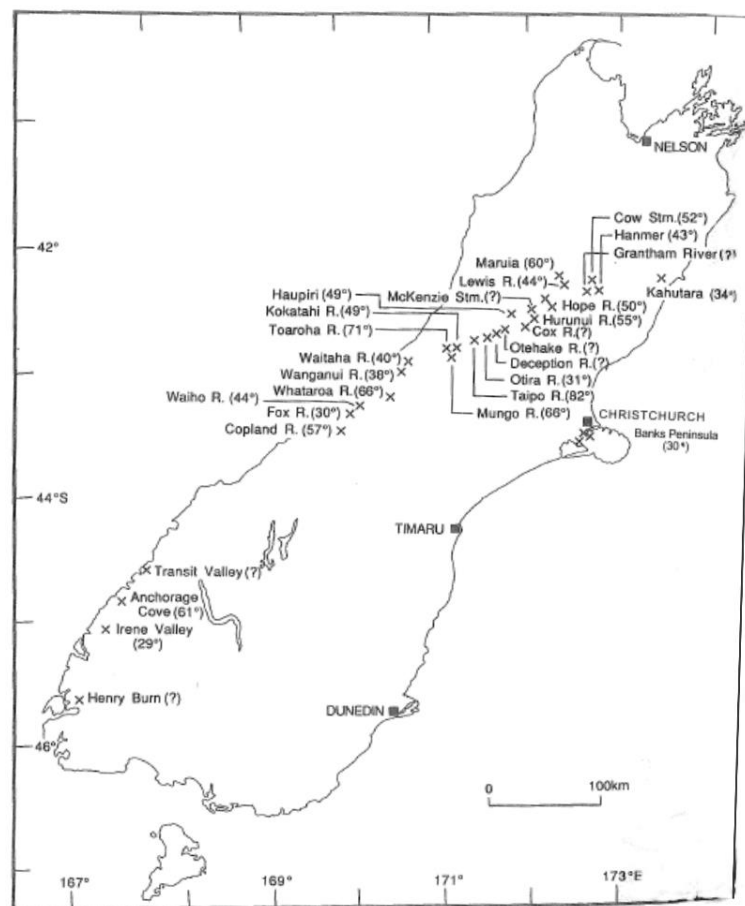 NELSON
Cow Strm.(52°)
Hanmer (43°)
Grantham River(?)
42°
Maruia (60°)
Lewis R.(44°)
Kahutara (34°)
Haupiri (49°)
McKenzie Stm.(?)
Hope R.(50°)
Kokatahi R.(49°)
Hurunui R.(55°)
Cox R.(?)
Toaroha R.(71°)
Otehake R.(?)
Waitaha R.(40°)
Deception R.(?)
Wanganui R.(38°)
Otira R.(31°)
Whataroa R.(66°)
Taipo R.(82°)
Waiho R. (44°)
Mungo R.(66°)
Fox R.(30°)
CHRISTCHURCH
Copland R.(57°)
Banks Peninsula
(30°)
44°S
TIMARU
Transit Valley (?)
Anchorage
Cove (61°)
Irene Valley
(29°)
Henry Burn (?)
DUNEDIN
46°
0 100km
167° 169° 171° 173°E